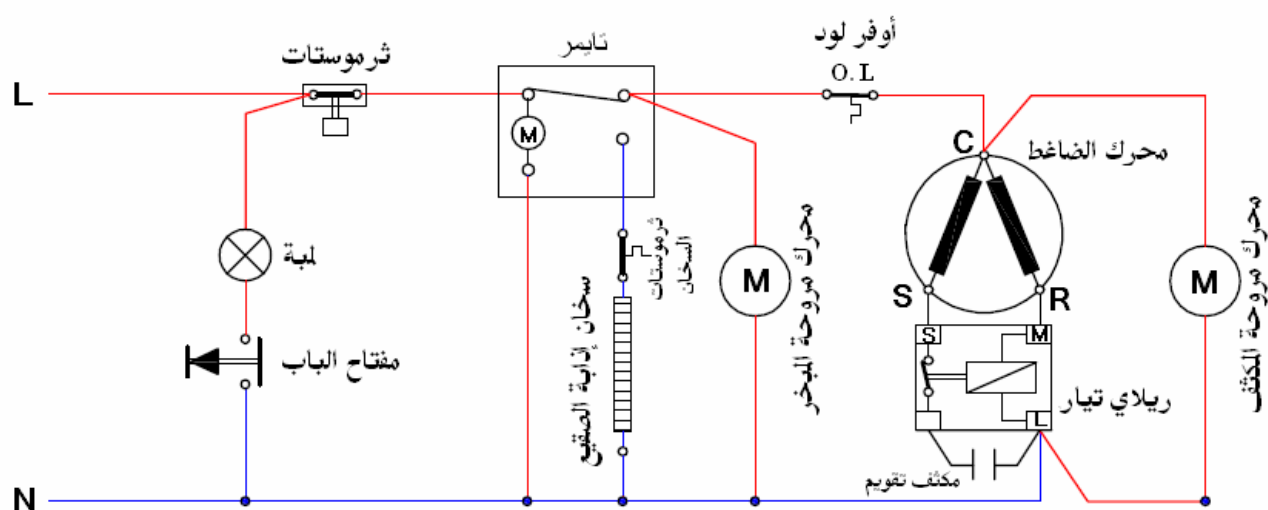 أوفر لود
تايمر
ثرموستات
O.L
L
M
C
محرك الضاغط
لمبة
ثرموستات
السخان
سخان إذابة الصقيع
M
محرك مروحة المبخر
M
محرك مروحة المكثف
S
R
S
M
مفتاح الباب
ريلاي تيار
L
مكثف تقويم
N